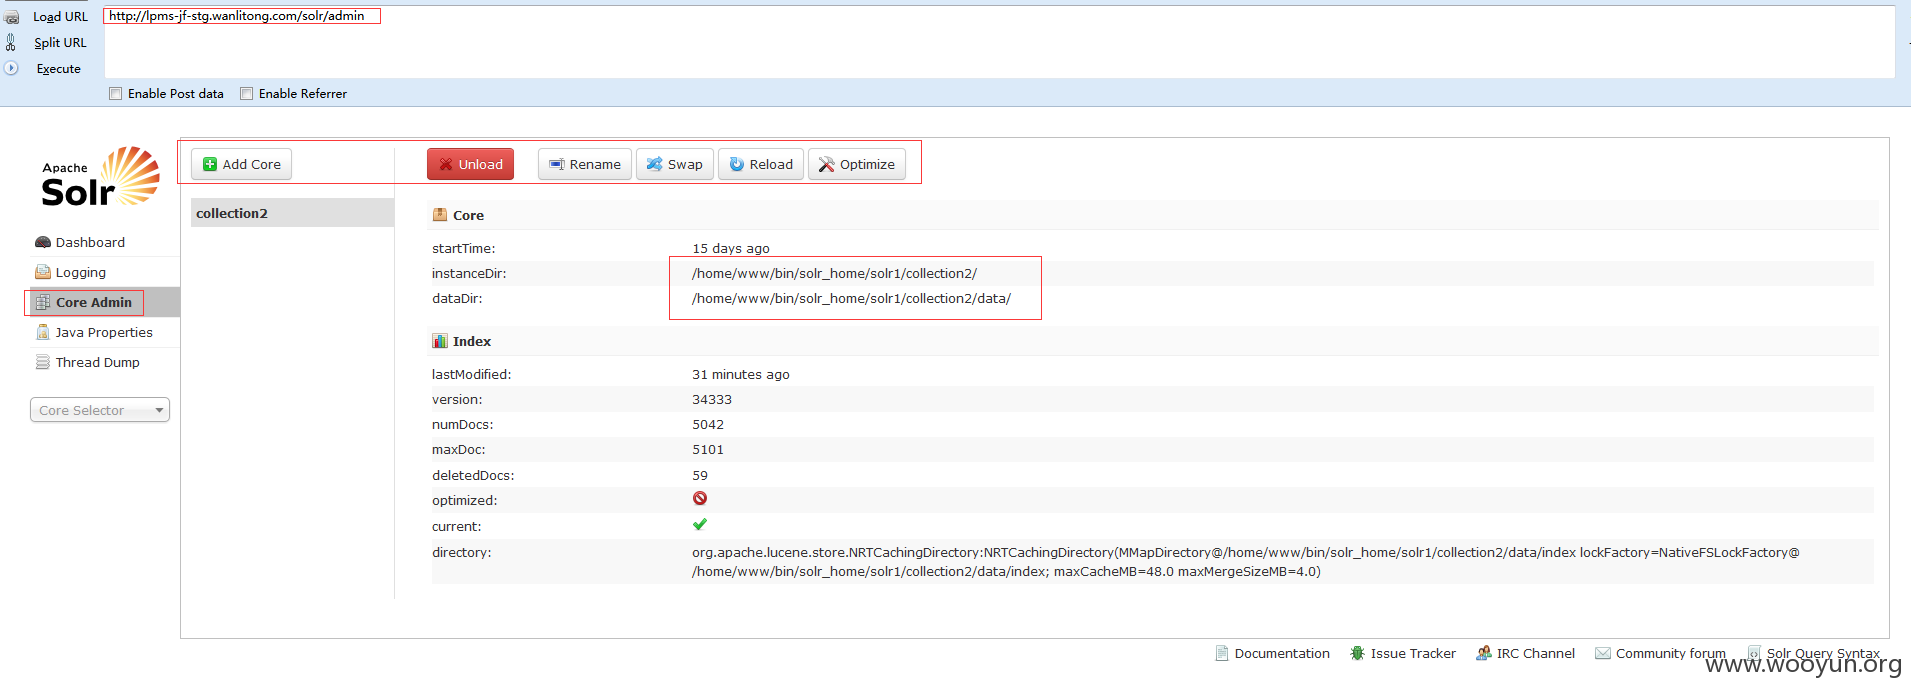 Load URL
http://lpms-jf-stg.wanlitong.com/solr/admin
Split URL
Execute
Enable Post data Enable Referrer
Apache
Solr
Add Core Unload Rename Swap Reload Optimize
collection2
Dashboard
Logging
Core Admin
Java Properties
Thread Dump
Core Selector
Core
startTime: 15 days ago
instanceDir: /home/www/bin/solr_home/solr1/collection2/
dataDir: /home/www/bin/solr_home/solr1/collection2/data/
Index
lastModified: 31 minutes ago
version: 34333
numDocs: 5042
maxDoc: 5101
deletedDocs: 59
optimized:
current:
directory: org.apache.lucene.store.NRTCachingDirectory:NRTCachingDirectory(MMapDirectory@/home/www/bin/solr_home/solr1/collection2/data/index lockFactory=NativeFSLockFactory@
/home/www/bin/solr_home/solr1/collection2/data/index; maxCacheMB=48.0 maxMergeSizeMB=4.0)
Documentation Issue Tracker IRC Channel Community forum Solr Query Syntax
www.wooyun.org